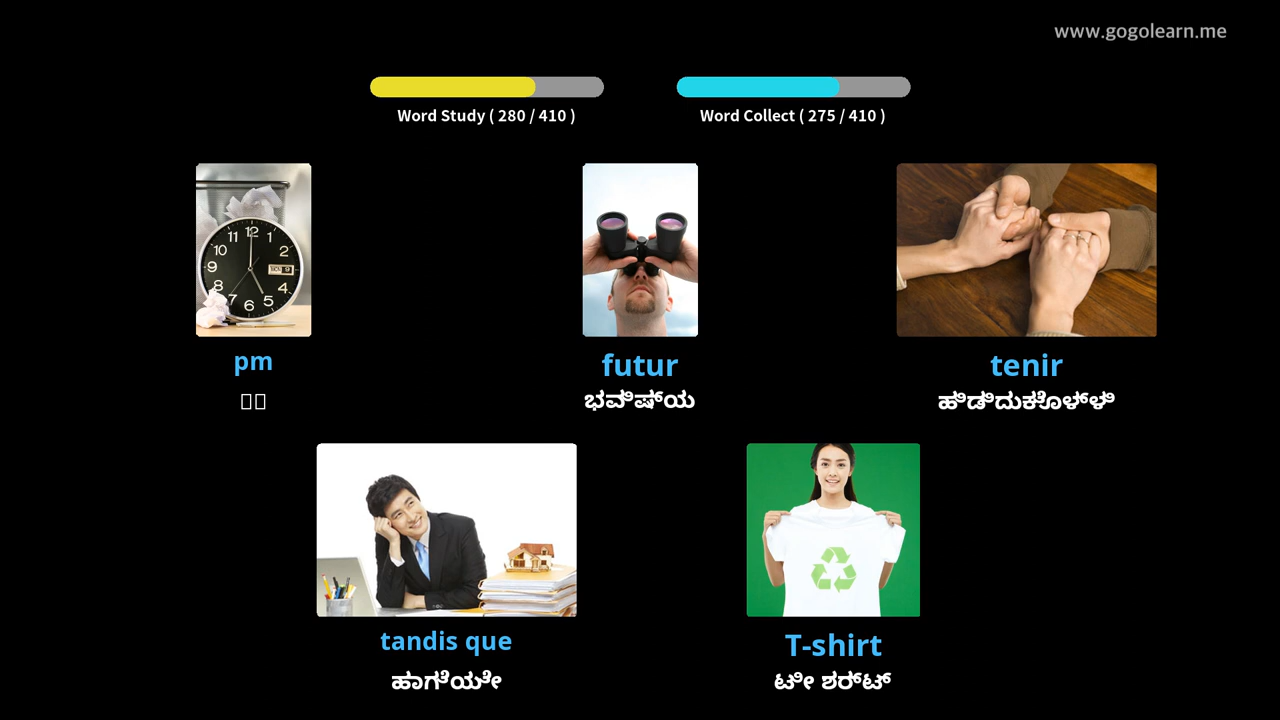 www.gogolearn.me
Word Study ( 280 / 410 )
Word Collect ( 275 / 410 )
pm
futur
tenir
ಭವಿಷ್ಯ
ಹಿಡಿದುಕೊಳ್ಳಿ
tandis que
T-shirt
ಹಾಗೆಯೇ
ಟೀ ಶರ್ಟ್